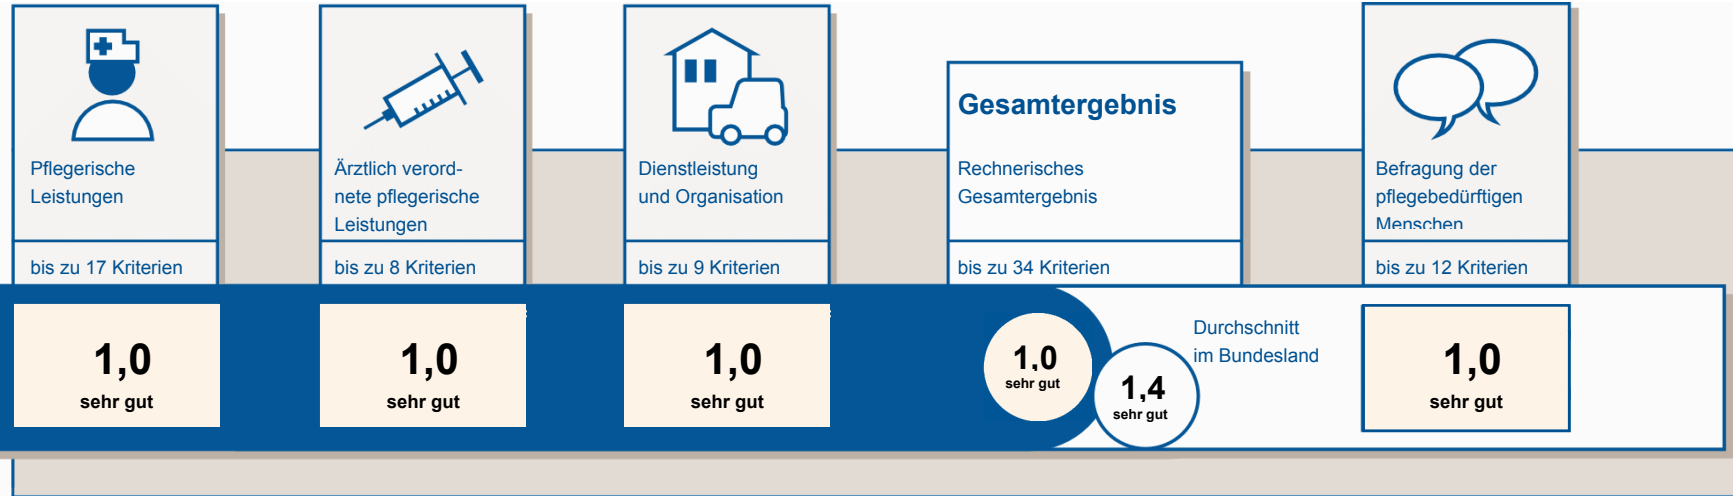 Pflegerische
Leistungen
bis zu 17 Kriterien
1,0
sehr gut
Ärztlich verord-
nete pflegerische
Leistungen
bis zu 8 Kriterien
1,0
sehr gut
Dienstleistung
und Organisation
bis zu 9 Kriterien
1,0
sehr gut
Gesamtergebnis
Rechnerisches
Gesamtergebnis
bis zu 34 Kriterien
1,0
sehr gut
1,4
sehr gut
Durchschnitt
im Bundesland
Befragung der
pflegebedürftigen
Menschen
bis zu 12 Kriterien
1,0
sehr gut